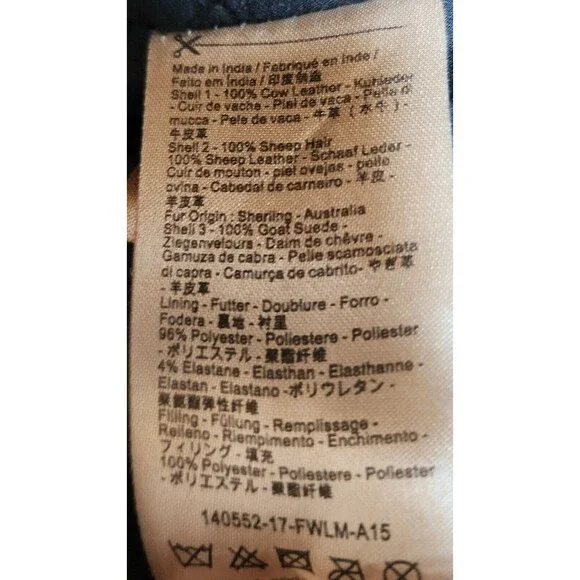 Made in India / Fabriqué en Inde /
Feito em India / 印度製造
Shell 1 - 100% Cow Leather - Kuhleder
- Cuir de vache - Piel de vaca - Pelle di
mucca - Pele de vaca - 牛革 ( 水牛 ) -
牛皮革
Shell 2 - 100% Sheep Hair
100% Sheep Leather - Schaaf Leder -
Cuir de mouton - piel ovejas - pelle
ovina - Cabedal de carneiro - 羊皮 -
羊皮革
Fur Origin : Sherling - Australia
Shell 3 - 100% Goat Suede -
Ziegenvelours - Daim de chèvre -
Gamuza de cabra - Pelle scamosciata
di capra - Camurça de cabrito- やぎ革
- 羊皮革
Lining - Futter - Doublure - Forro -
Fodera - 裏地 - 衬里
96% Polyester - Poliestere - Poliester
- ポリエステル - 聚酯纤维
4% Elastane - Elasthan - Elasthanne -
Elastan - Elastano -ポリウレタン -
聚氨酯弹性纤维
Filling - Füllung - Remplissage -
Relleno - Riempimento - Enchimento -
フィリング - 填充
100% Polyester - Poliestere - Poliester
- ポリエステル - 聚酯纤维
140552-17-FWLM-A15